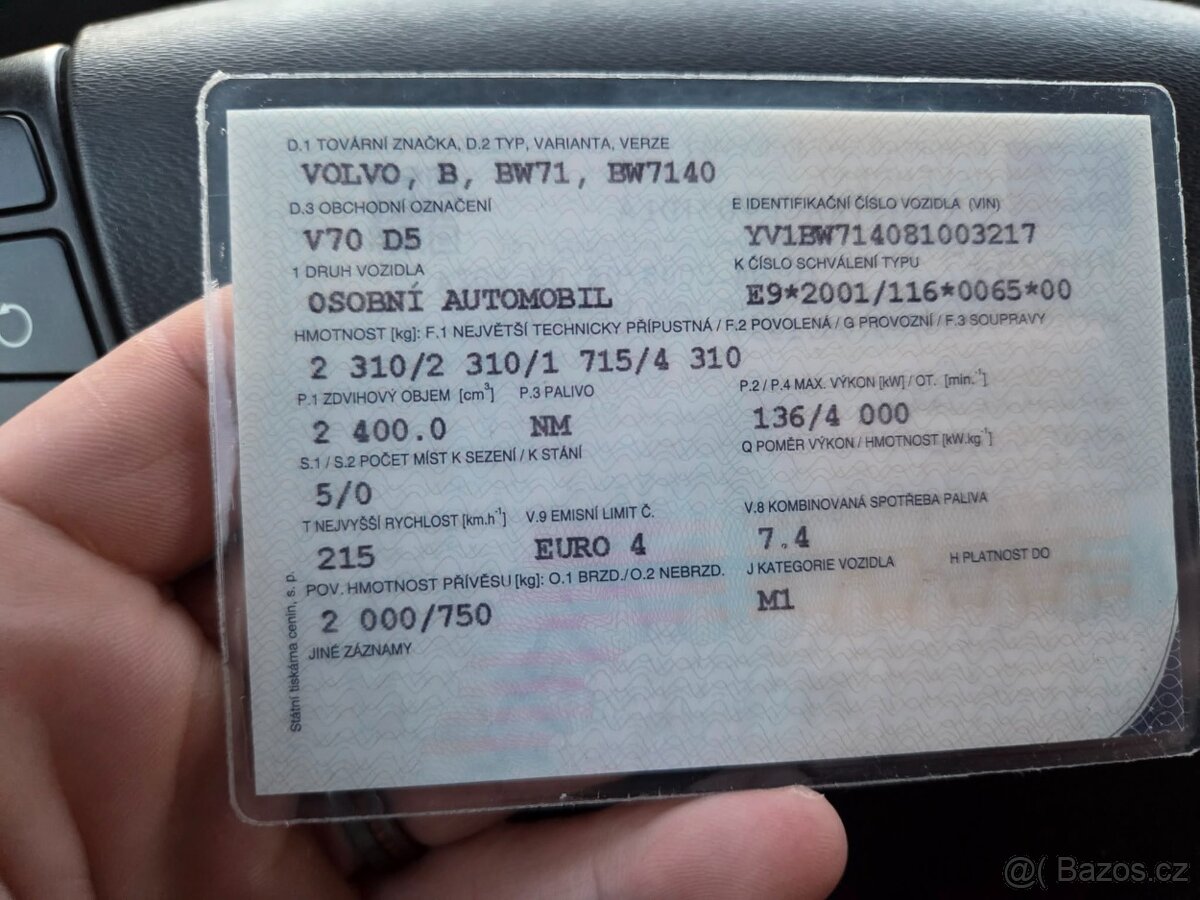 D.1 TOVÁRNÍ ZNAČKA, D.2 TYP, VARIANTA, VERZE
VOLVO, B, BW71, BW7140
D.3 OBCHODNÍ OZNAČENÍ
E IDENTIFIKAČNÍ ČÍSLO VOZIDLA (VIN)
V70 D5
YV1BW714081003217
1 DRUH VOZIDLA
K ČÍSLO SCHVÁLENÍ TYPU
OSOBNÍ AUTOMOBIL
E9*2001/116*0065*00
HMOTNOST [kg]: F.1 NEJVĚTŠÍ TECHNICKY PŘÍPUSTNÁ / F.2 POVOLENÁ / G PROVOZNÍ / F.3 SOUPRAVY
2 310/2 310/1 715/4 310
P.1 ZDVIHOVÝ OBJEM [cm³] P.3 PALIVO
P.2 / P.4 MAX. VÝKON [kW] / OT. [min.⁻¹]
2 400.0 NM
136/4 000
S.1 / S.2 POČET MÍST K SEZENÍ / K STÁNÍ
Q POMĚR VÝKON / HMOTNOST [kW.kg⁻¹]
5/0
T NEJVYŠŠÍ RYCHLOST [km.h⁻¹] V.9 EMISNÍ LIMIT Č.
V.8 KOMBINOVANÁ SPOTŘEBA PALIVA
215 EURO 4
7.4
POV. HMOTNOST PŘÍVĚSU [kg]: O.1 BRZD./O.2 NEBRZD.
J KATEGORIE VOZIDLA H PLATNOST DO
2 000/750
M1
JINÉ ZÁZNAMY
Státní tiskárna cenin, s. p.
@( Bazos.cz